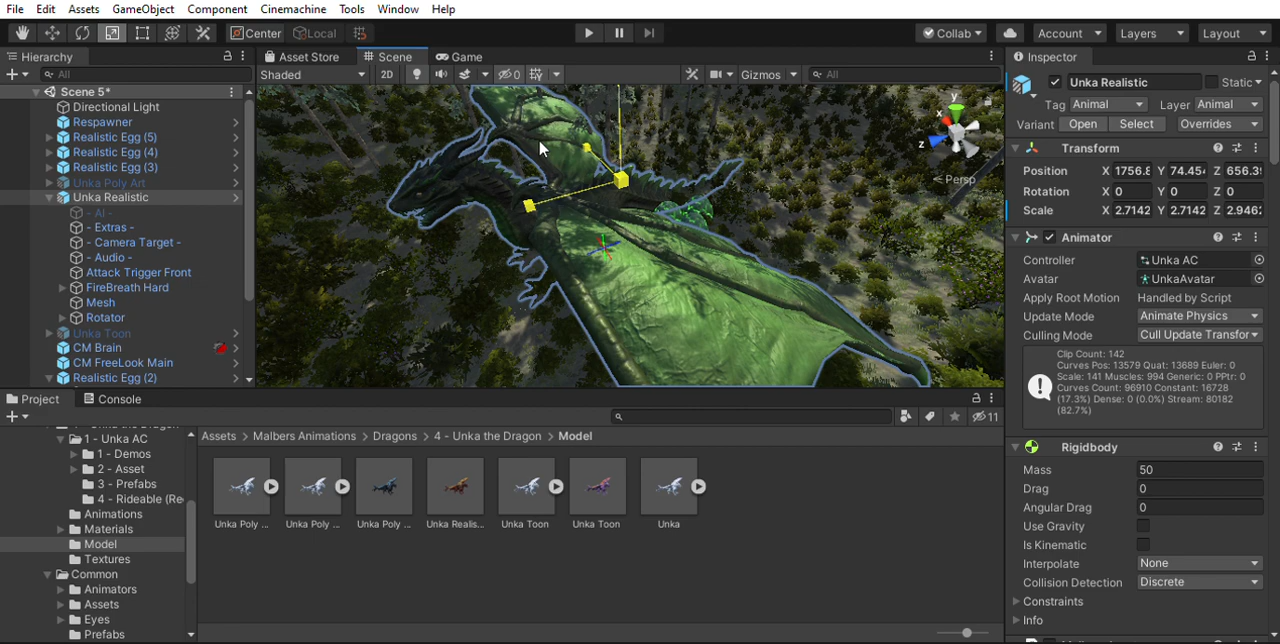 File Edit Assets GameObject Component Cinemachine Tools Window Help
Center Local Collab Account Layers Layout
Hierarchy
All
Scene 5*
Directional Light
Respawner
Realistic Egg (5)
Realistic Egg (4)
Realistic Egg (3)
Unka Poly Art
Unka Realistic
- AI -
- Extras -
- Camera Target -
- Audio -
Attack Trigger Front
FireBreath Hard
Mesh
Rotator
Unka Toon
CM Brain
CM FreeLook Main
Realistic Egg (2)
Asset Store Scene Game
Shaded 2D 0 Gizmos All
y
x
z
Persp
Inspector
Unka Realistic Static
Tag Animal Layer Animal
Variant Open Select Overrides
Transform
Position X 1756.8 Y 74.454 Z 656.3
Rotation X 0 Y 0 Z 0
Scale X 2.7142 Y 2.7142 Z 2.9462
Animator
Controller Unka AC
Avatar UnkaAvatar
Apply Root Motion Handled by Script
Update Mode Animate Physics
Culling Mode Cull Update Transfor
Clip Count: 142
Curves Pos: 13579 Quat: 13689 Euler: 0
Scale: 141 Muscles: 994 Generic: 0 PPtr: 0
Curves Count: 96910 Constant: 16728
(17.3%) Dense: 0 (0.0%) Stream: 80182
(82.7%)
Rigidbody
Mass 50
Drag 0
Angular Drag 0
Use Gravity
Is Kinematic
Interpolate None
Collision Detection Discrete
Constraints
Info
Project Console
11
1 - Unka AC
1 - Demos
2 - Asset
3 - Prefabs
4 - Rideable (Re
Animations
Materials
Model
Textures
Common
Animators
Assets
Eyes
Prefabs
Assets Malbers Animations Dragons 4 - Unka the Dragon Model
Unka Poly ... Unka Poly ... Unka Poly ... Unka Realis... Unka Toon Unka Toon Unka